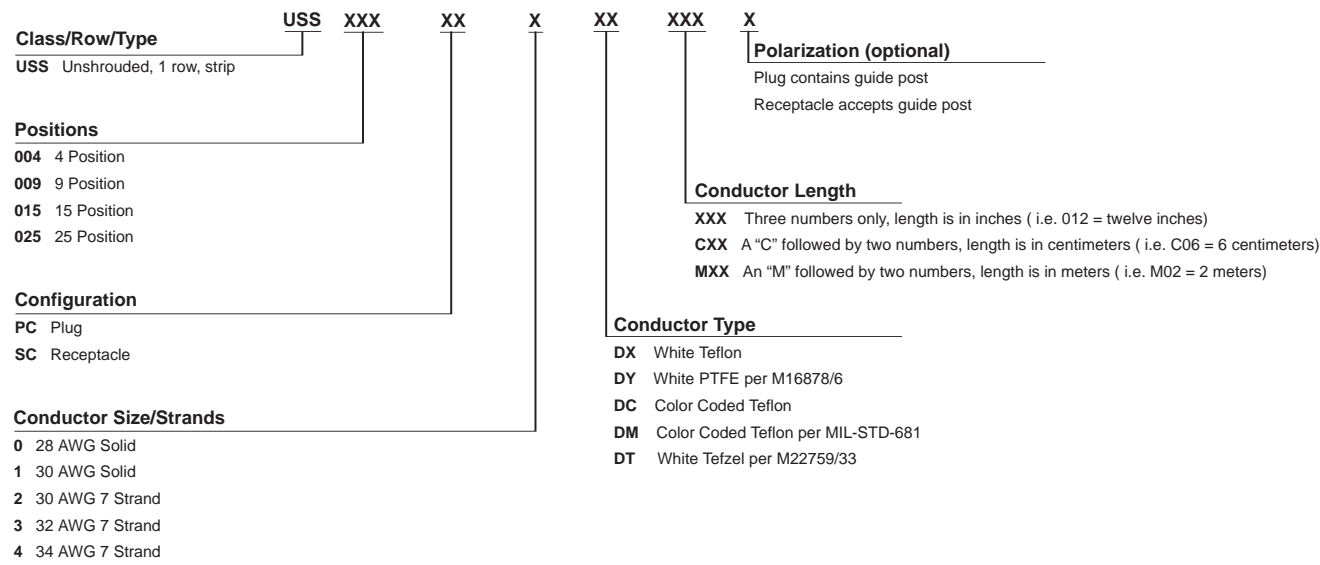 USS XXX XX X XX XXX X
Class/Row/Type
USS Unshrouded, 1 row, strip
Positions
004 4 Position
009 9 Position
015 15 Position
025 25 Position
Configuration
PC Plug
SC Receptacle
Conductor Size/Strands
0 28 AWG Solid
1 30 AWG Solid
2 30 AWG 7 Strand
3 32 AWG 7 Strand
4 34 AWG 7 Strand
Polarization (optional)
Plug contains guide post
Receptacle accepts guide post
Conductor Length
XXX Three numbers only, length is in inches ( i.e. 012 = twelve inches)
CXX A “C” followed by two numbers, length is in centimeters ( i.e. C06 = 6 centimeters)
MXX An “M” followed by two numbers, length is in meters ( i.e. M02 = 2 meters)
Conductor Type
DX White Teflon
DY White PTFE per M16878/6
DC Color Coded Teflon
DM Color Coded Teflon per MIL-STD-681
DT White Tefzel per M22759/33